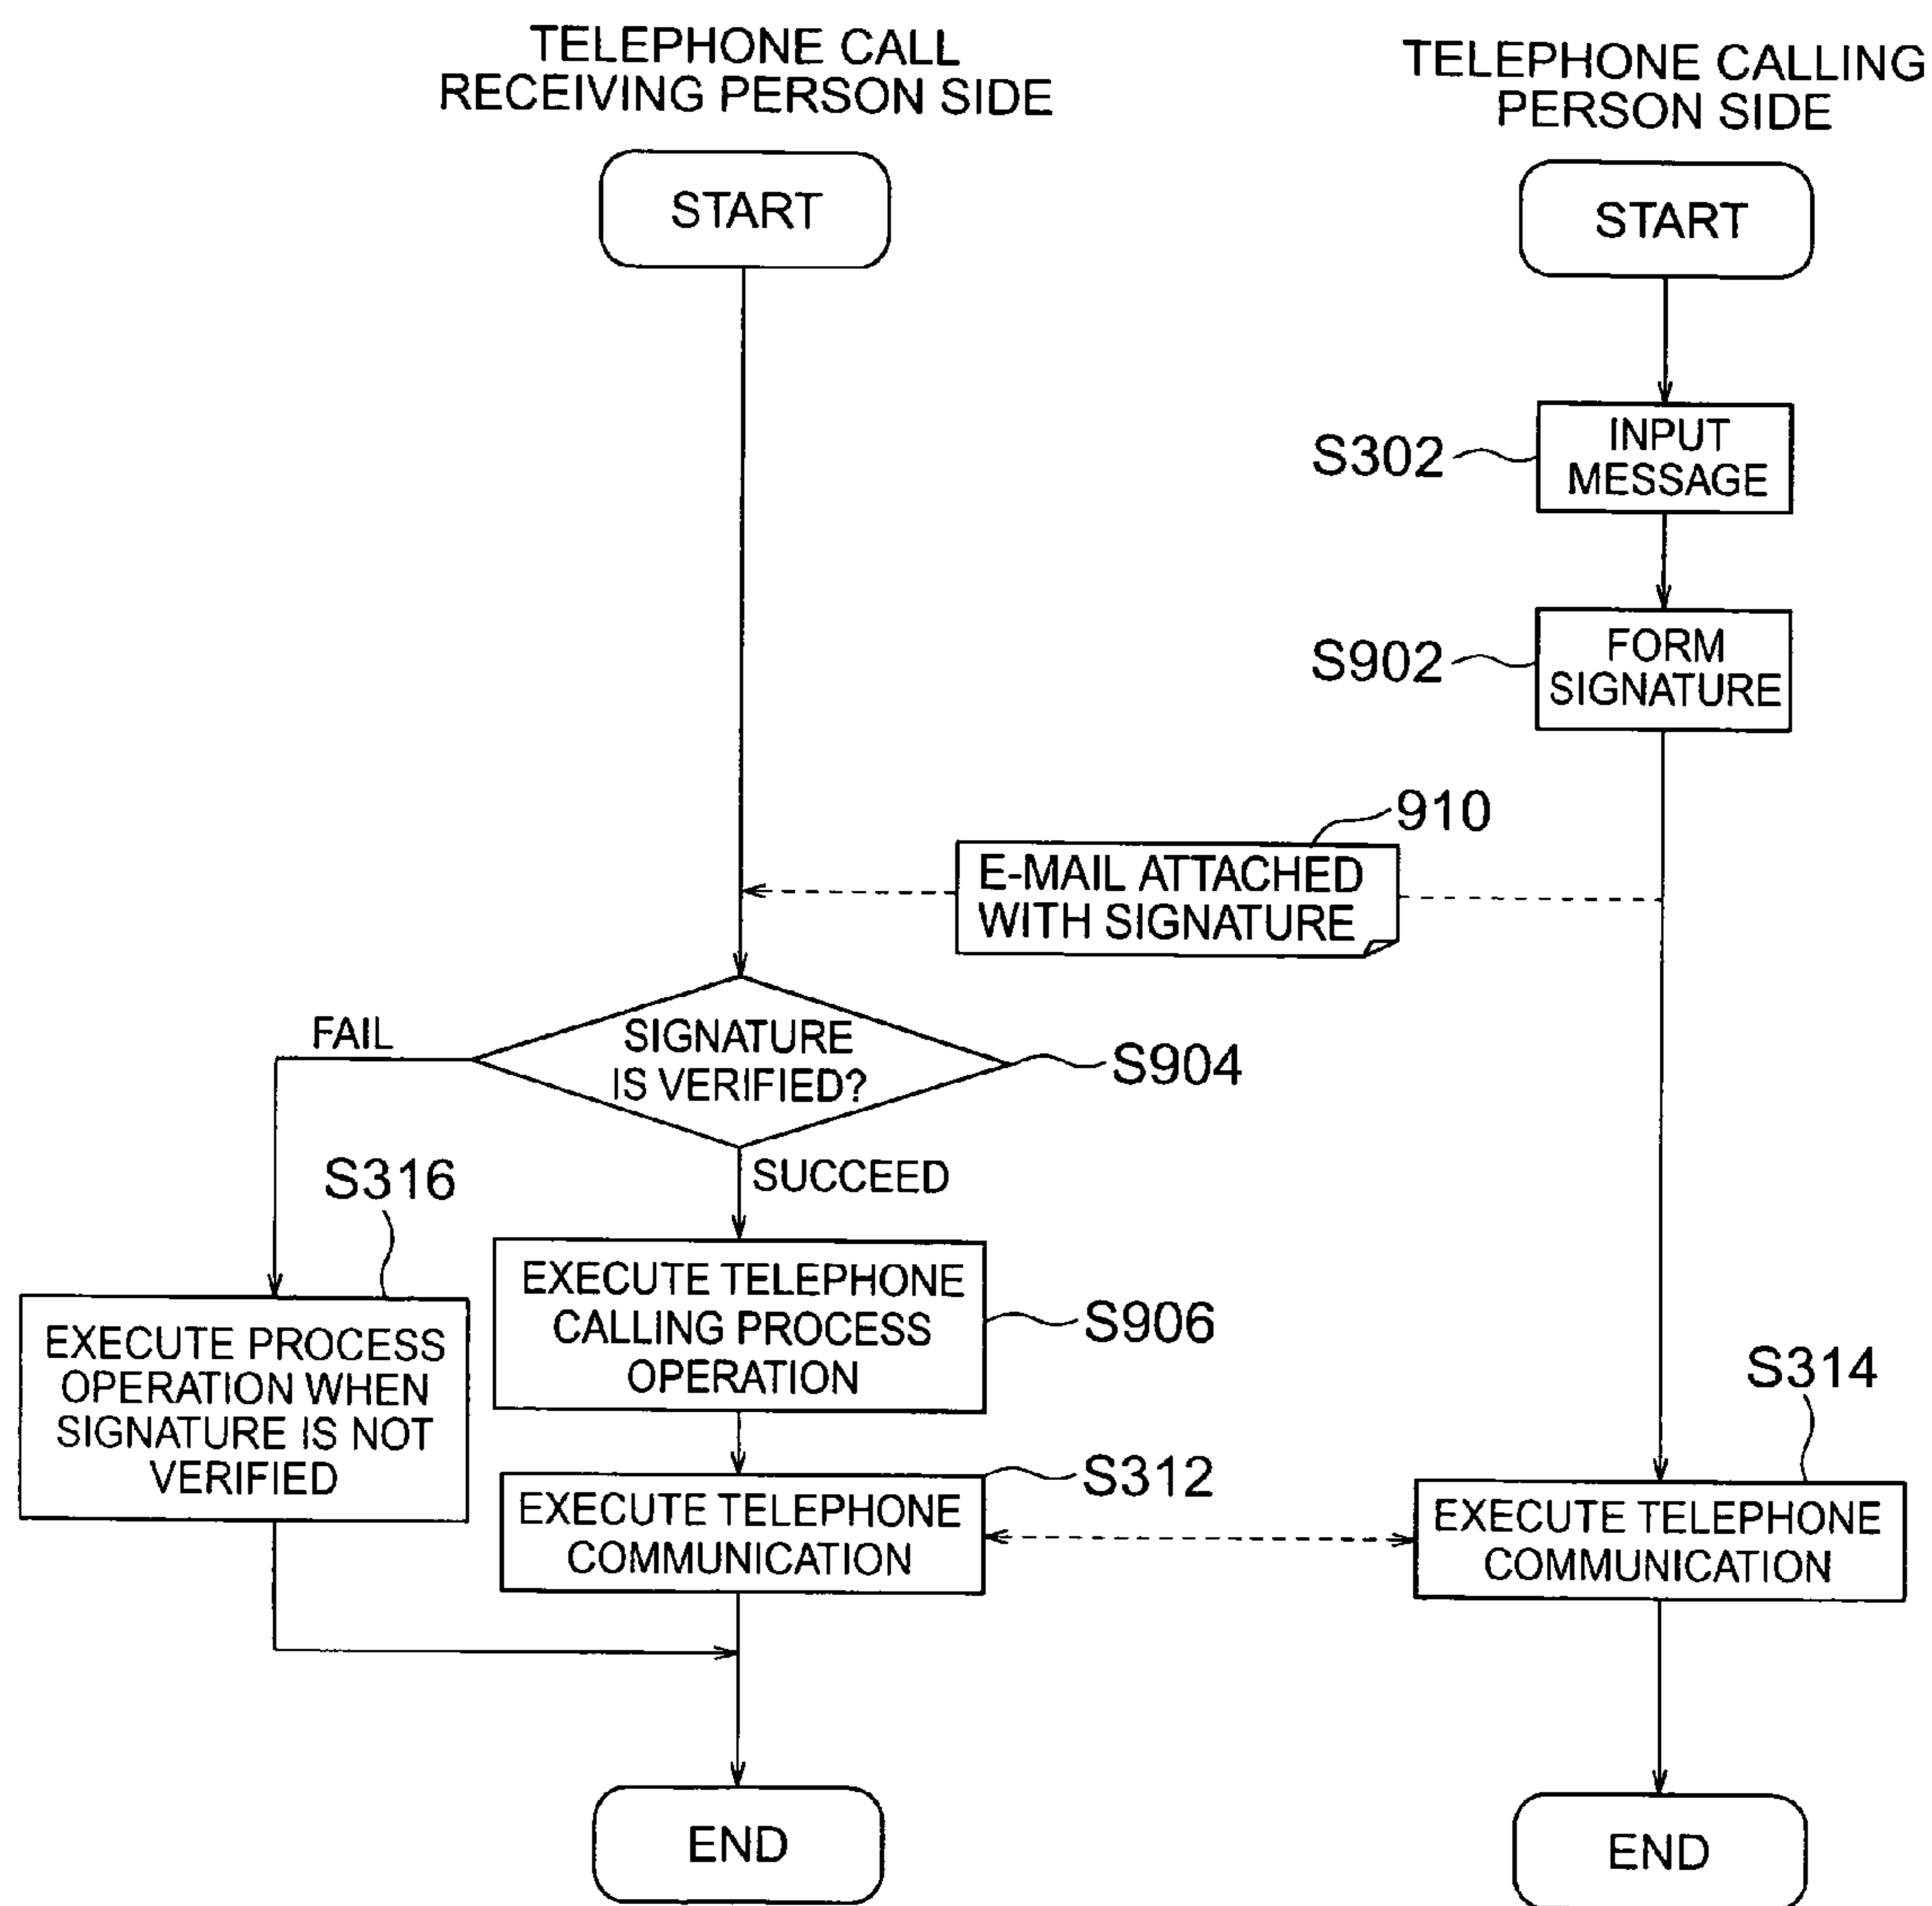 TELEPHONE CALL
RECEIVING PERSON SIDE
TELEPHONE CALLING
PERSON SIDE
START
START
S302
INPUT
MESSAGE
S902
FORM
SIGNATURE
910
E-MAIL ATTACHED
WITH SIGNATURE
FAIL
SIGNATURE
IS VERIFIED?
S904
SUCCEED
S316
EXECUTE PROCESS
OPERATION WHEN
SIGNATURE IS NOT
VERIFIED
EXECUTE TELEPHONE
CALLING PROCESS
OPERATION
S906
S312
EXECUTE TELEPHONE
COMMUNICATION
S314
EXECUTE TELEPHONE
COMMUNICATION
END
END